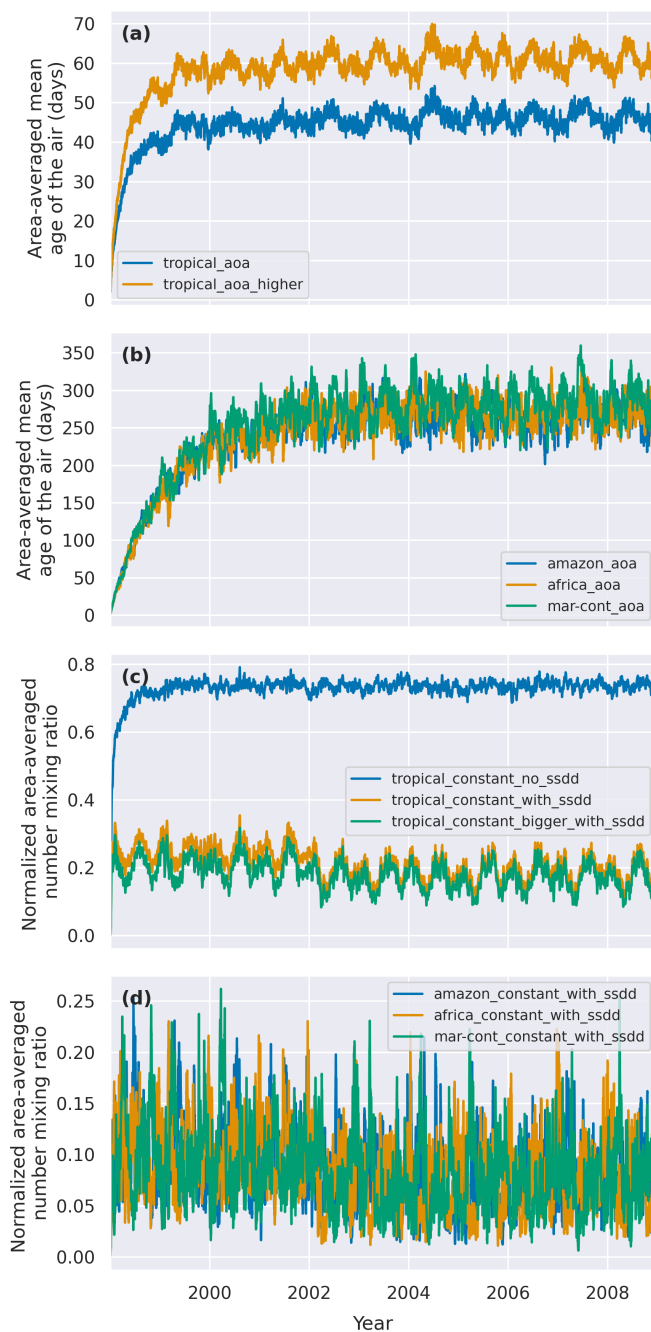 70
60
50
40
30
20
10
0
Area-averaged mean
age of the air (days)
(a)
tropical_aoa
tropical_aoa_higher
350
300
250
200
150
100
50
0
Area-averaged mean
age of the air (days)
(b)
amazon_aoa
africa_aoa
mar-cont_aoa
0.8
0.6
0.4
0.2
0.0
Normalized area-averaged
number mixing ratio
(c)
tropical_constant_no_ssdd
tropical_constant_with_ssdd
tropical_constant_bigger_with_ssdd
0.25
0.20
0.15
0.10
0.05
0.00
Normalized area-averaged
number mixing ratio
(d)
amazon_constant_with_ssdd
africa_constant_with_ssdd
mar-cont_constant_with_ssdd
2000 2002 2004 2006 2008
Year